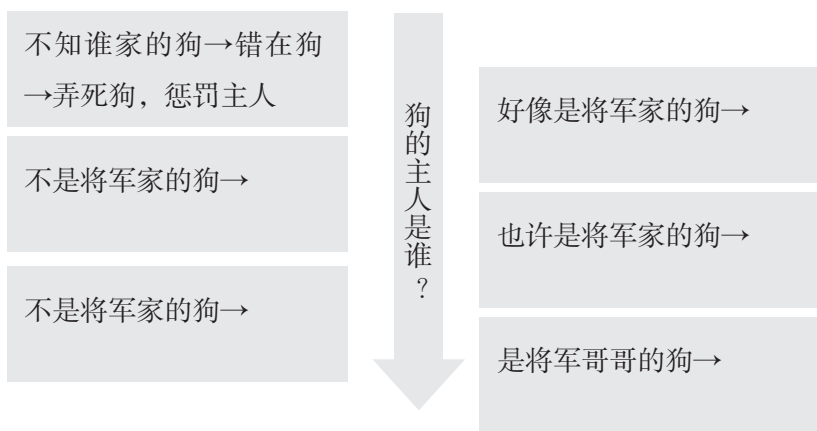 不知谁家的狗→错在狗
→弄死狗，惩罚主人
不是将军家的狗→
不是将军家的狗→
狗的主人是谁？
好像是将军家的狗→
也许是将军家的狗→
是将军哥哥的狗→